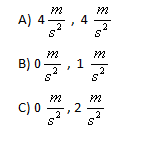 A) 4 m/s² , 4 m/s²
B) 0 m/s² , 1 m/s²
C) 0 m/s² , 2 m/s²